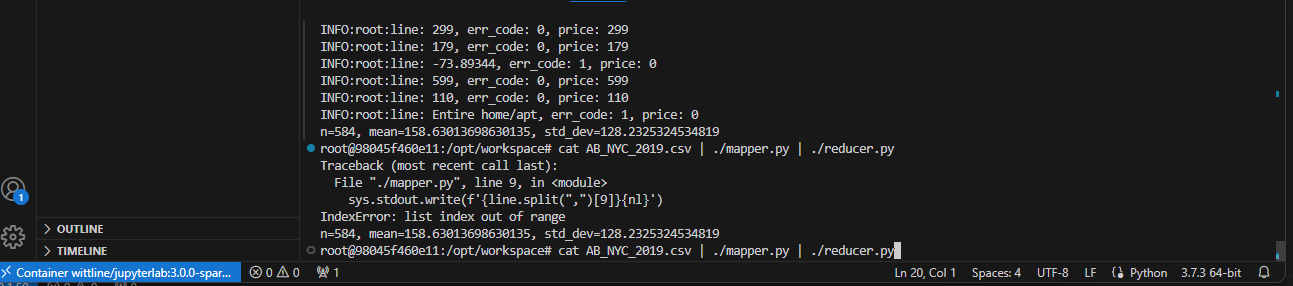 INFO:root:line: 299, err_code: 0, price: 299
INFO:root:line: 179, err_code: 0, price: 179
INFO:root:line: -73.89344, err_code: 1, price: 0
INFO:root:line: 599, err_code: 0, price: 599
INFO:root:line: 110, err_code: 0, price: 110
INFO:root:line: Entire home/apt, err_code: 1, price: 0
n=584, mean=158.63013698630135, std_dev=128.2325324534819
root@98045f460e11:/opt/workspace# cat AB_NYC_2019.csv | ./mapper.py | ./reducer.py
Traceback (most recent call last):
  File "./mapper.py", line 9, in <module>
    sys.stdout.write(f'{line.split(",")[9]}{nl}')
IndexError: list index out of range
n=584, mean=158.63013698630135, std_dev=128.2325324534819
root@98045f460e11:/opt/workspace# cat AB_NYC_2019.csv | ./mapper.py | ./reducer.py
1
OUTLINE
TIMELINE
Container wittline/jupyterlab:3.0.0-spar... 0 0 1 Ln 20, Col 1 Spaces: 4 UTF-8 LF Python 3.7.3 64-bit